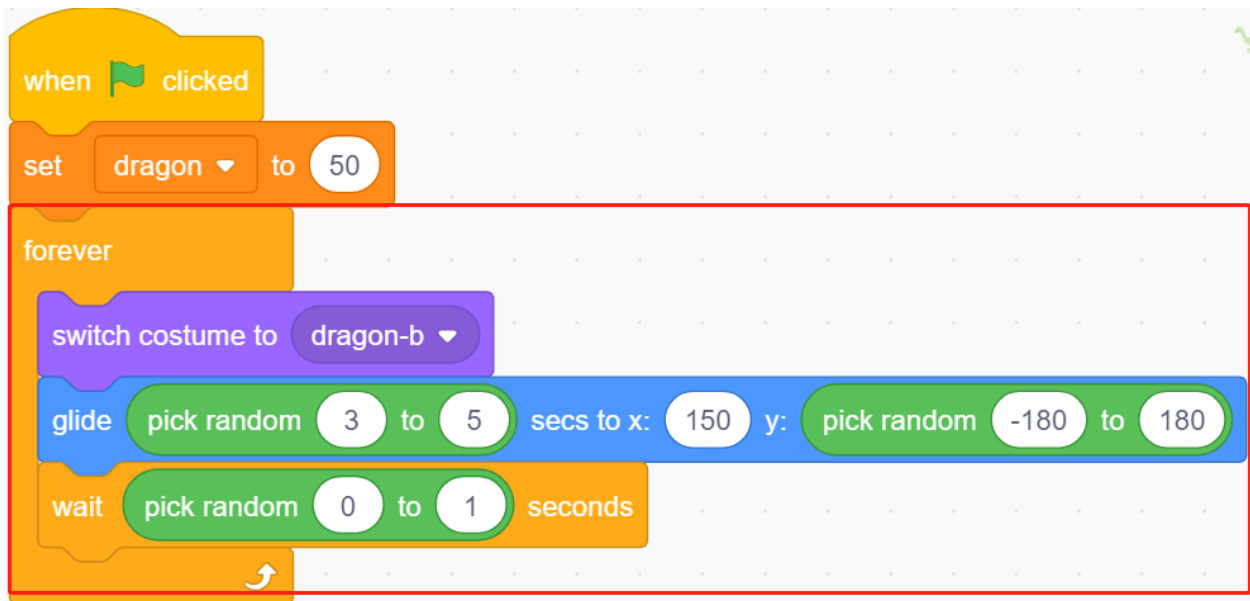 when clicked
set dragon to 50
forever
switch costume to dragon-b
glide pick random 3 to 5 secs to x: 150 y: pick random -180 to 180
wait pick random 0 to 1 seconds